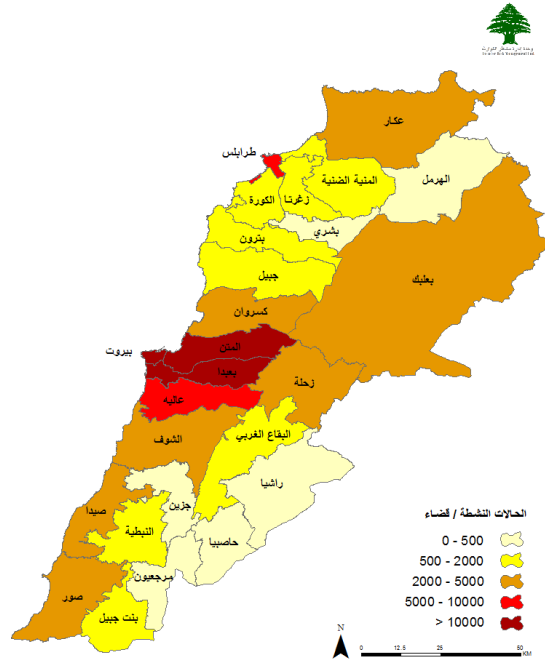 عكار
طرابلس
الهرمل
المنية الضنية
زغرتا
الكورة
بشري
بترون
بعلبك
جبيل
كسروان
المتن
بيروت
بعبدا
زحلة
عاليه
الشوف
البقاع الغربي
راشيا
صيدا
جزين
النبطية
حاصبيا
مرجعيون
صور
بنت جبيل
الحالات النشطة / قضاء
0 - 500
500 - 2000
2000 - 5000
5000 - 10000
> 10000
N
0 12.5 25 50
KM